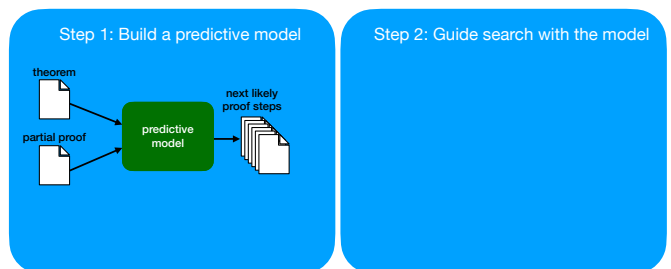 Step 1: Build a predictive model
theorem
partial proof
predictive
model
next likely
proof steps
Step 2: Guide search with the model